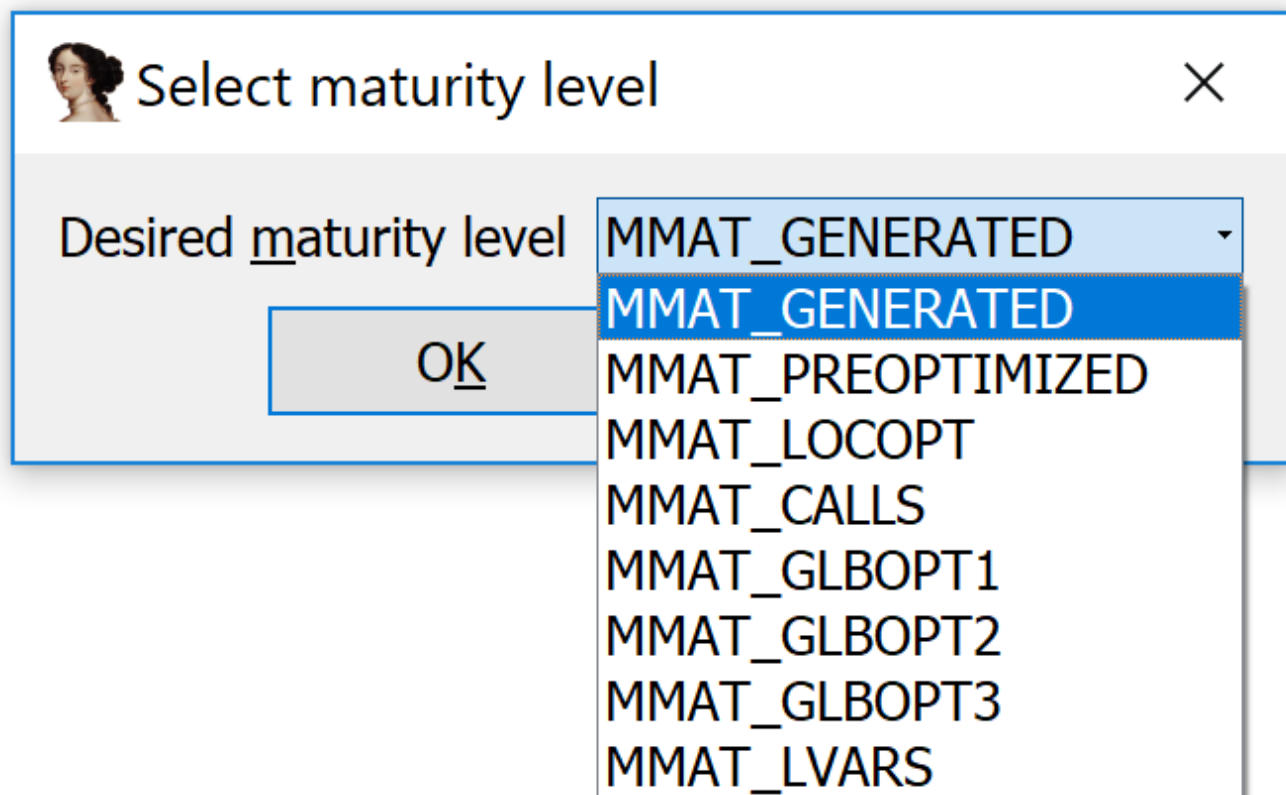 Select maturity level
Desired maturity level MMAT_GENERATED
MMAT_GENERATED
OK
MMAT_PREOPTIMIZED
MMAT_LOCOPT
MMAT_CALLS
MMAT_GLBOPT1
MMAT_GLBOPT2
MMAT_GLBOPT3
MMAT_LVARS